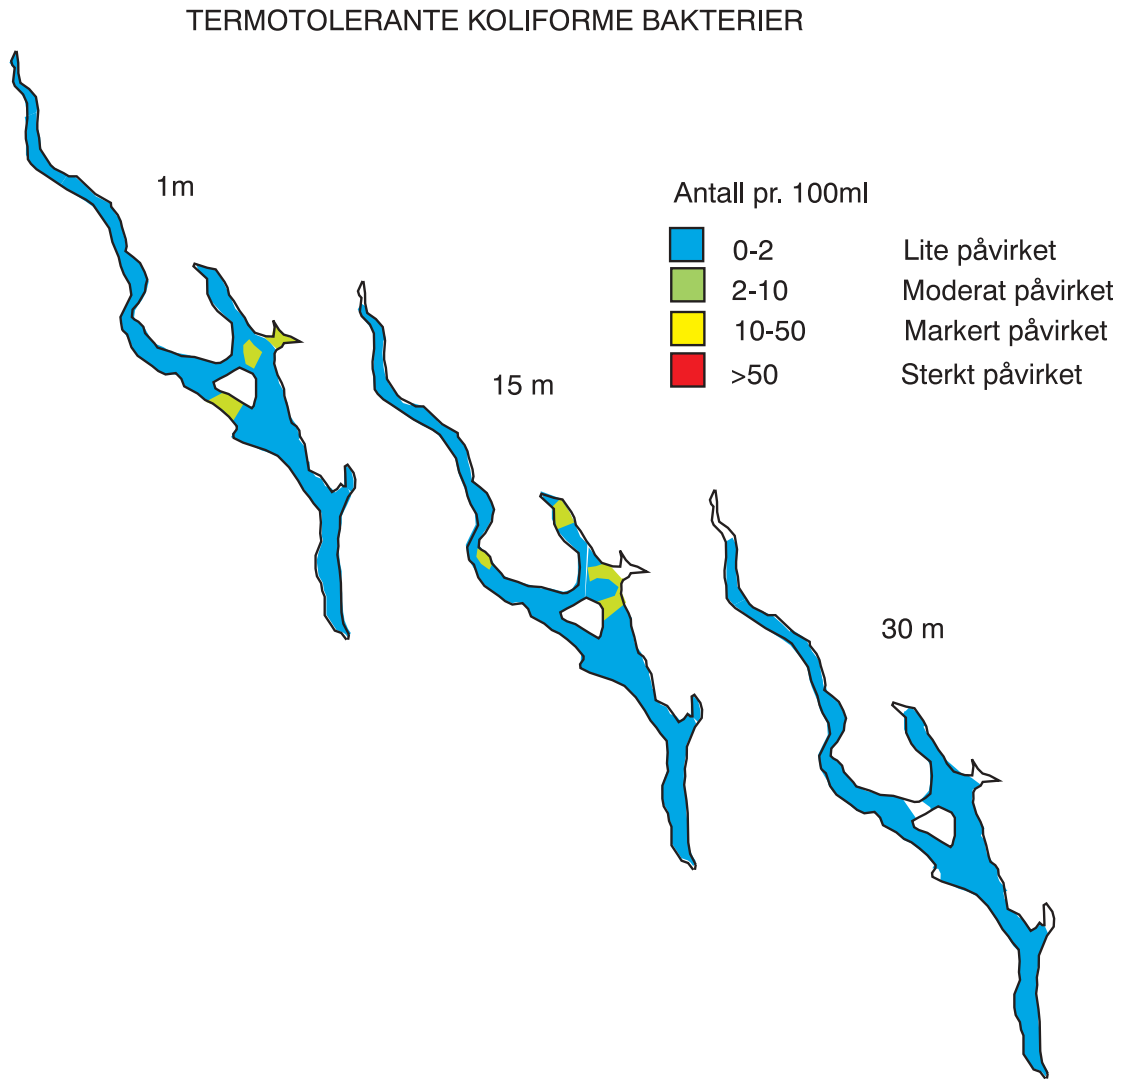 TERMOTOLERANTE KOLIFORME BAKTERIER
1m
Antall pr. 100ml
0-2 Lite påvirket
2-10 Moderat påvirket
10-50 Markert påvirket
>50 Sterkt påvirket
15 m
30 m